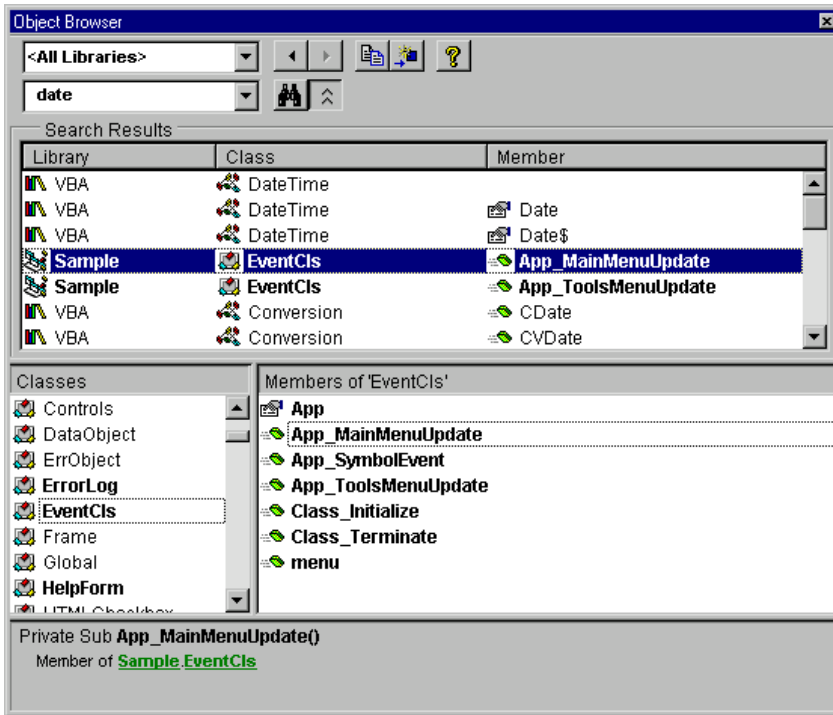 Object Browser
<All Libraries>
date
Search Results
Library Class Member
VBA DateTime
VBA DateTime Date
VBA DateTime Date$
Sample EventCls App_MainMenuUpdate
Sample EventCls App_ToolsMenuUpdate
VBA Conversion CDate
VBA Conversion CVDate
Classes Members of 'EventCls'
Controls App
DataObject App_MainMenuUpdate
ErrObject App_SymbolEvent
ErrorLog App_ToolsMenuUpdate
EventCls Class_Initialize
Frame Class_Terminate
Global menu
HelpForm
HTMLCheckbox
Private Sub App_MainMenuUpdate()
Member of Sample.EventCls